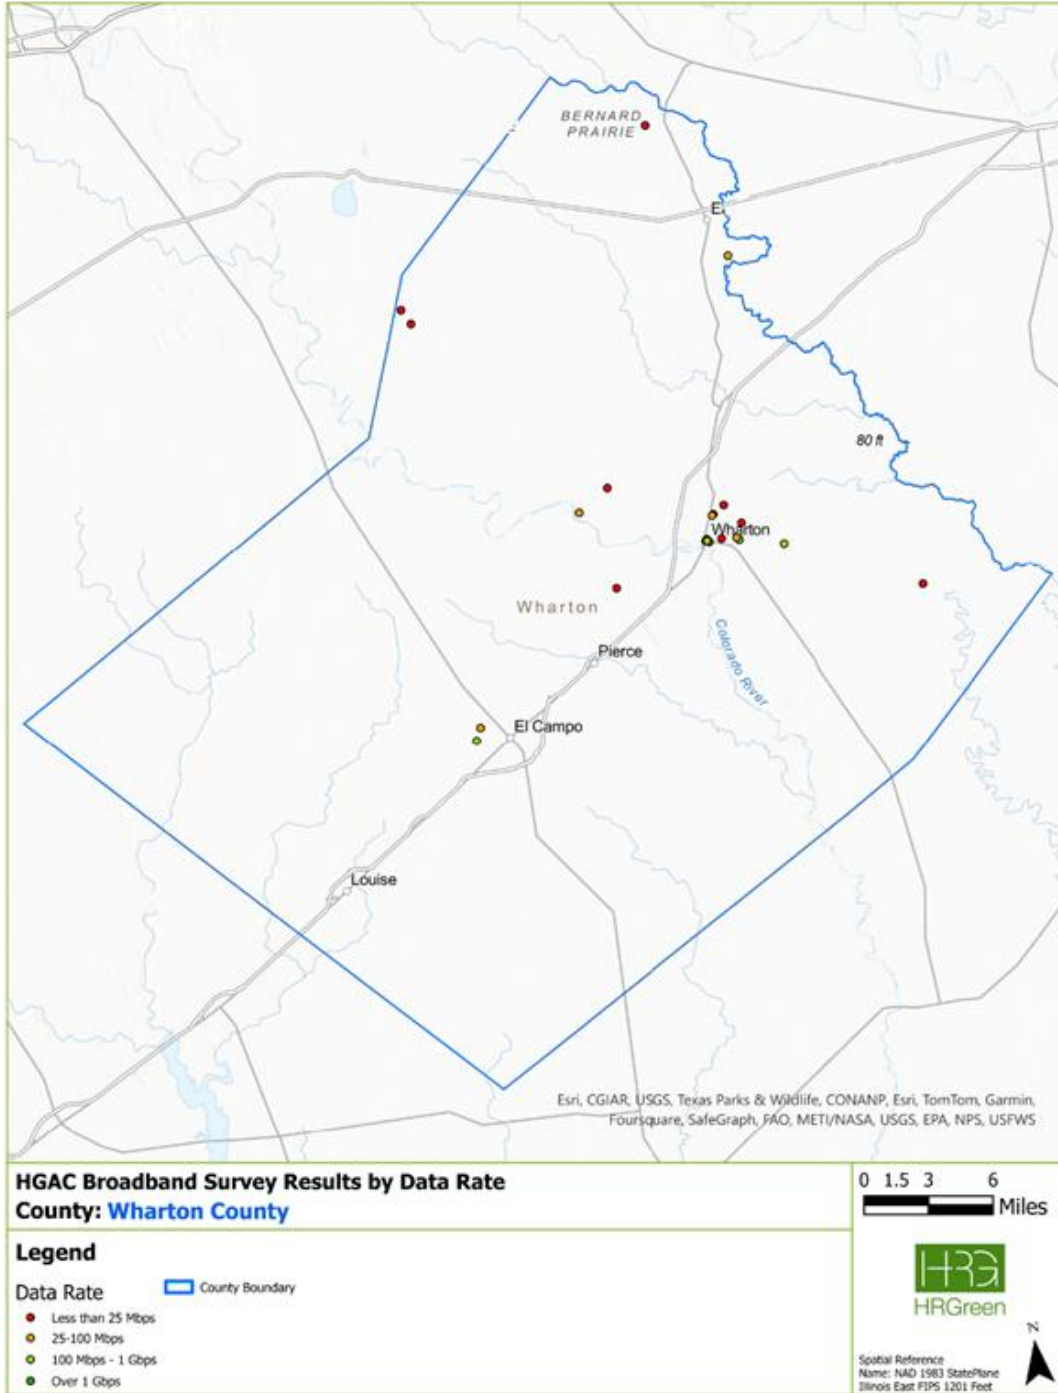 BERNARD
PRAIRIE
E.
80 ft
Wharton
Wharton
Pierce
Colorado River
El Campo
Louise
Esri, CGIAR, USGS, Texas Parks & Wildlife, CONANP, Esri, TomTom, Garmin,
Foursquare, SafeGraph, FAO, METI/NASA, USGS, EPA, NPS, USFWS
HGAC Broadband Survey Results by Data Rate
County: Wharton County
0 1.5 3 6
Miles
Legend
Data Rate
County Boundary
Less than 25 Mbps
25-100 Mbps
100 Mbps - 1 Gbps
Over 1 Gbps
HRG
HRGreen
N
Spatial Reference
Name: NAD 1983 StatePlane
Illinois East FIPS 1201 Feet